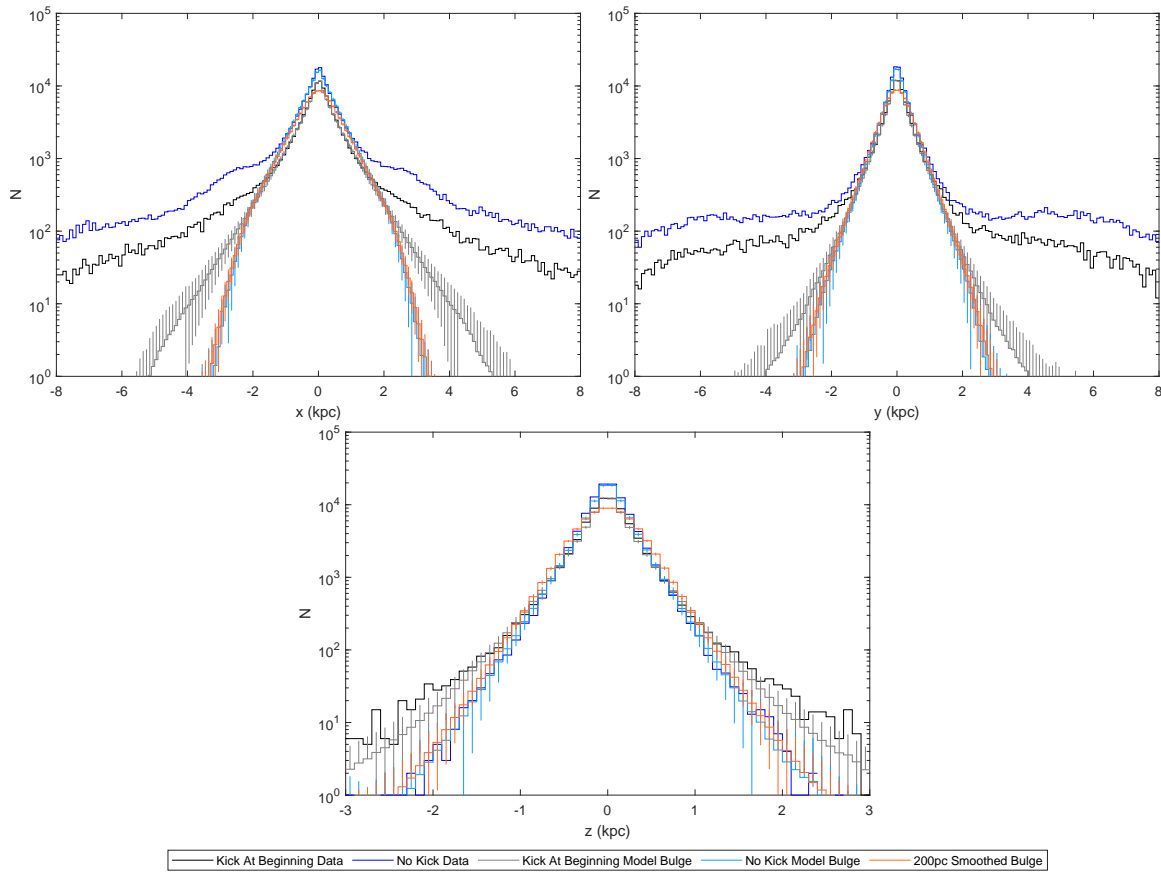 10^5
10^4
10^3
10^2
10^1
10^0
N
-8 -6 -4 -2 0 2 4 6 8
x (kpc)
10^5
10^4
10^3
10^2
10^1
10^0
N
-8 -6 -4 -2 0 2 4 6 8
y (kpc)
10^5
10^4
10^3
10^2
10^1
10^0
N
-3 -2 -1 0 1 2 3
z (kpc)
Kick At Beginning Data No Kick Data Kick At Beginning Model Bulge No Kick Model Bulge 200pc Smoothed Bulge